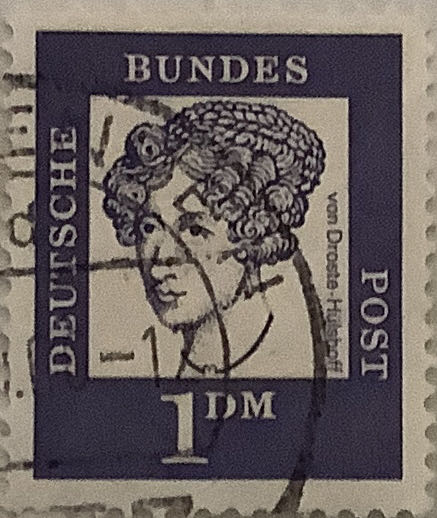 DEUTSCHE
BUNDES
POST
von Droste-Hülshoff
1 DM